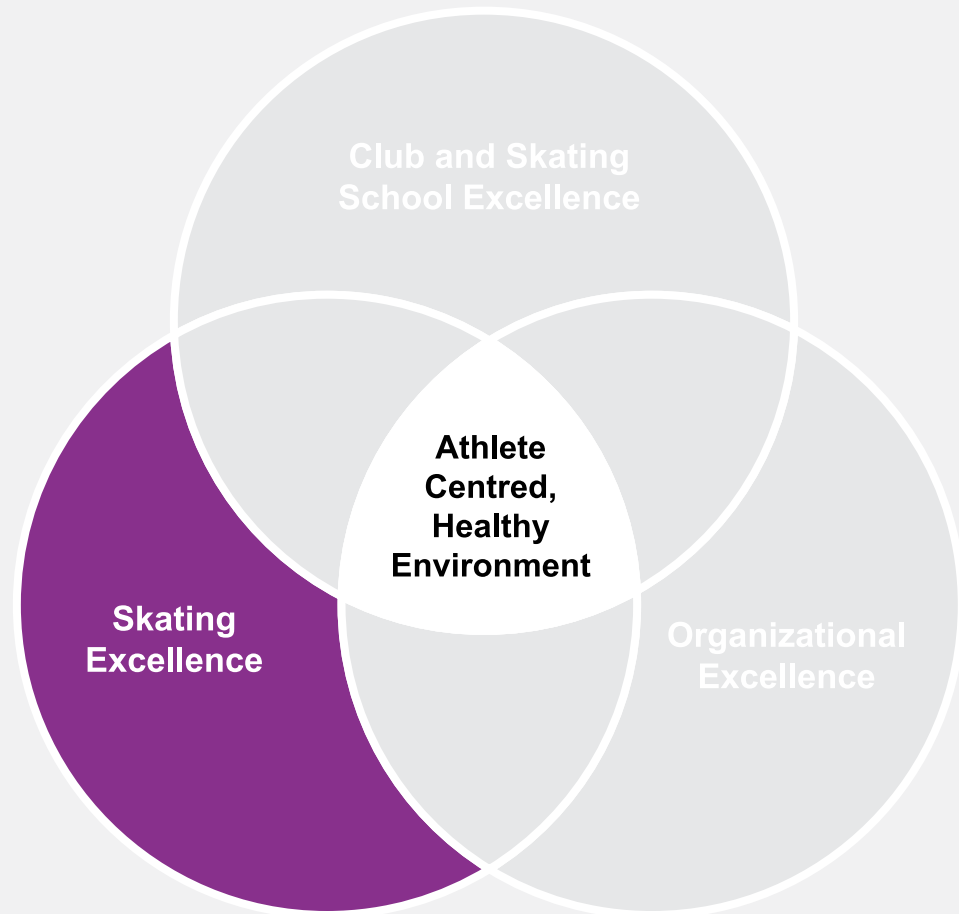 Club and Skating
School Excellence
Athlete
Centred,
Healthy
Environment
Skating
Excellence
Organizational
Excellence